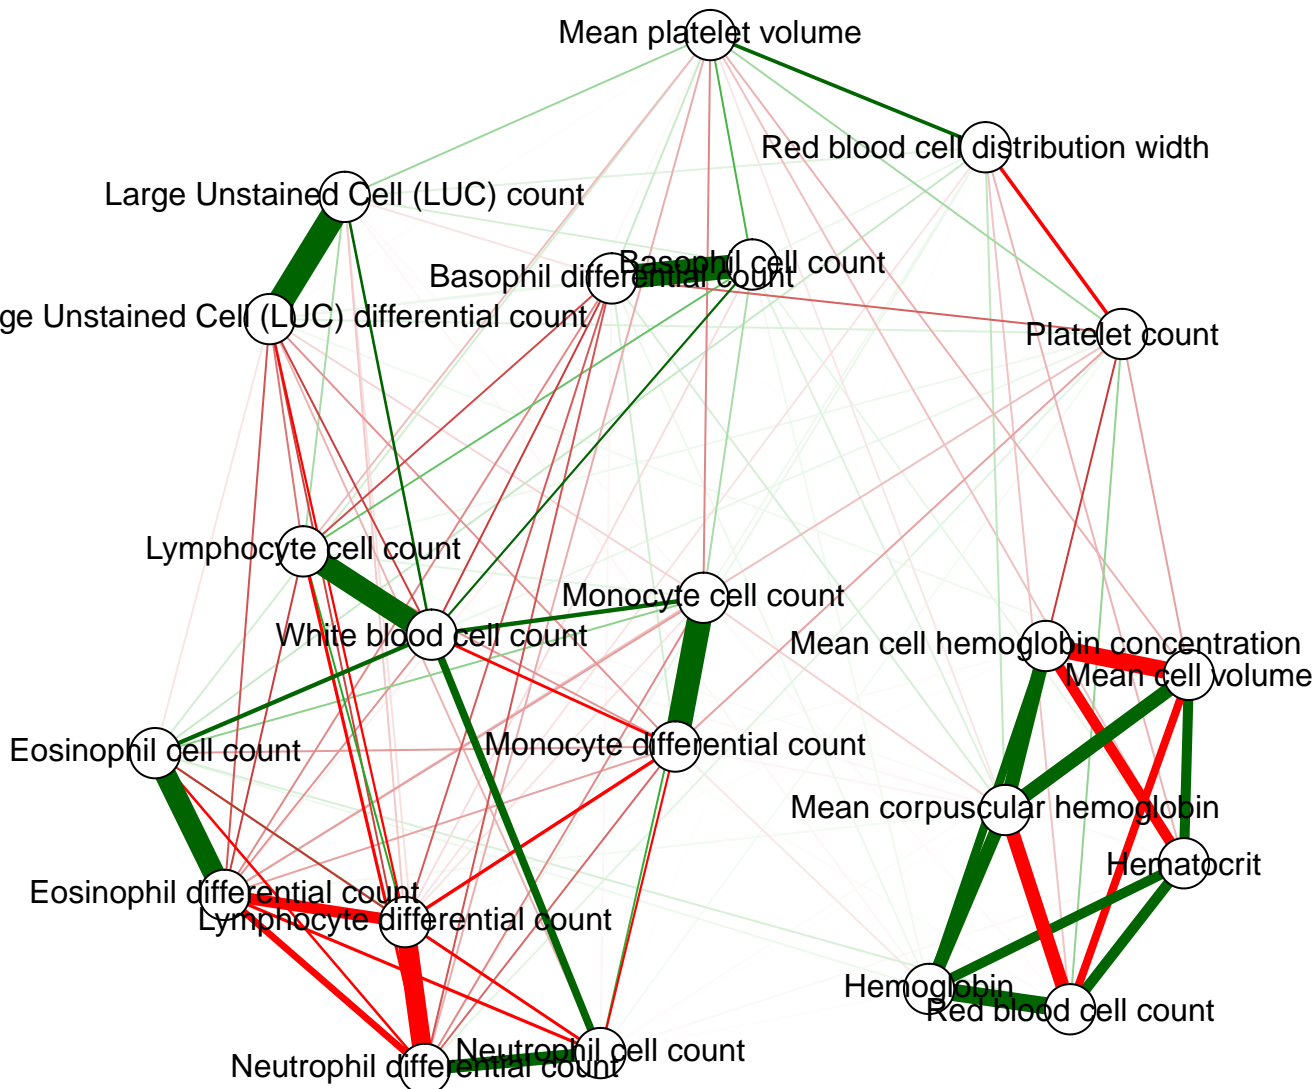 Mean platelet volume
Red blood cell distribution width
Large Unstained Cell (LUC) count
Basophil cell count
Basophil differential count
ge Unstained Cell (LUC) differential count
Platelet count
Lymphocyte cell count
Monocyte cell count
White blood cell count
Mean cell hemoglobin concentration
Mean cell volume
Eosinophil cell count
Monocyte differential count
Mean corpuscular hemoglobin
Hematocrit
Eosinophil differential count
Lymphocyte differential count
Hemoglobin
Red blood cell count
Neutrophil cell count
Neutrophil differential count